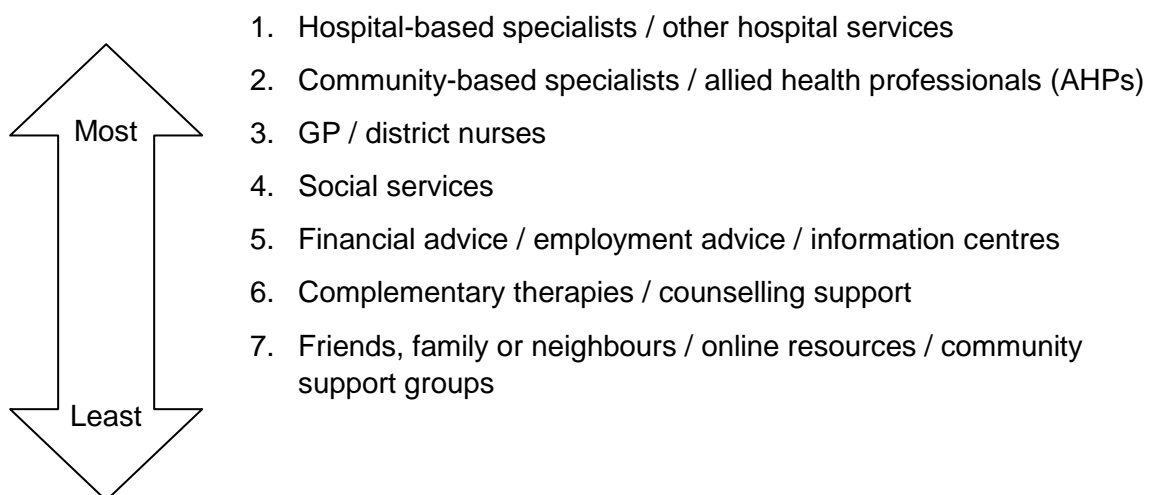 1. Hospital-based specialists / other hospital services
2. Community-based specialists / allied health professionals (AHPs)
Most
3. GP / district nurses
4. Social services
5. Financial advice / employment advice / information centres
6. Complementary therapies / counselling support
7. Friends, family or neighbours / online resources / community
support groups
Least